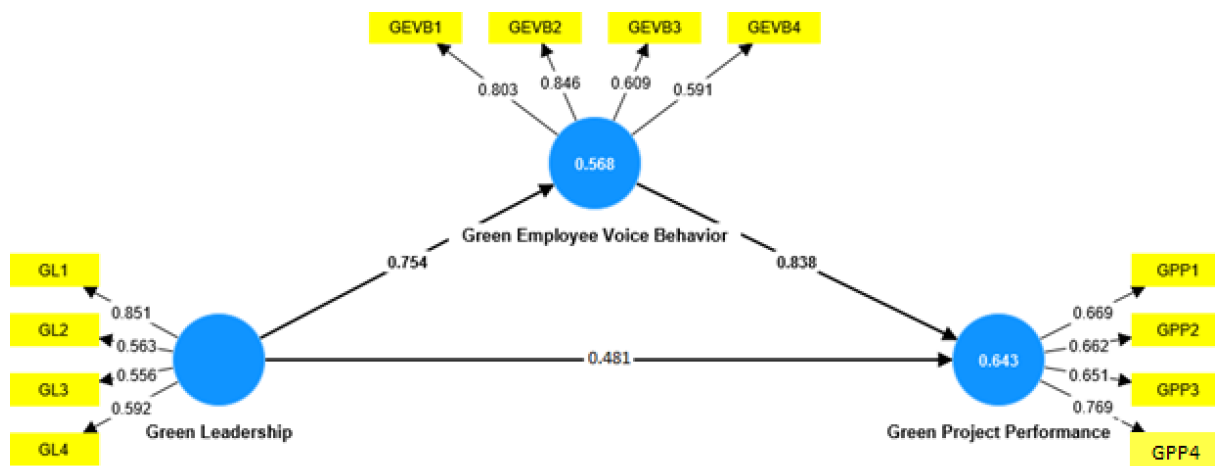 GEVB1
GEVB2
GEVB3
GEVB4
0.803
0.846
0.609
0.591
0.568
Green Employee Voice Behavior
0.754
0.838
GL1
GL2
GL3
GL4
0.851
0.563
0.556
0.592
Green Leadership
0.481
0.643
Green Project Performance
0.669
0.662
0.651
0.769
GPP1
GPP2
GPP3
GPP4